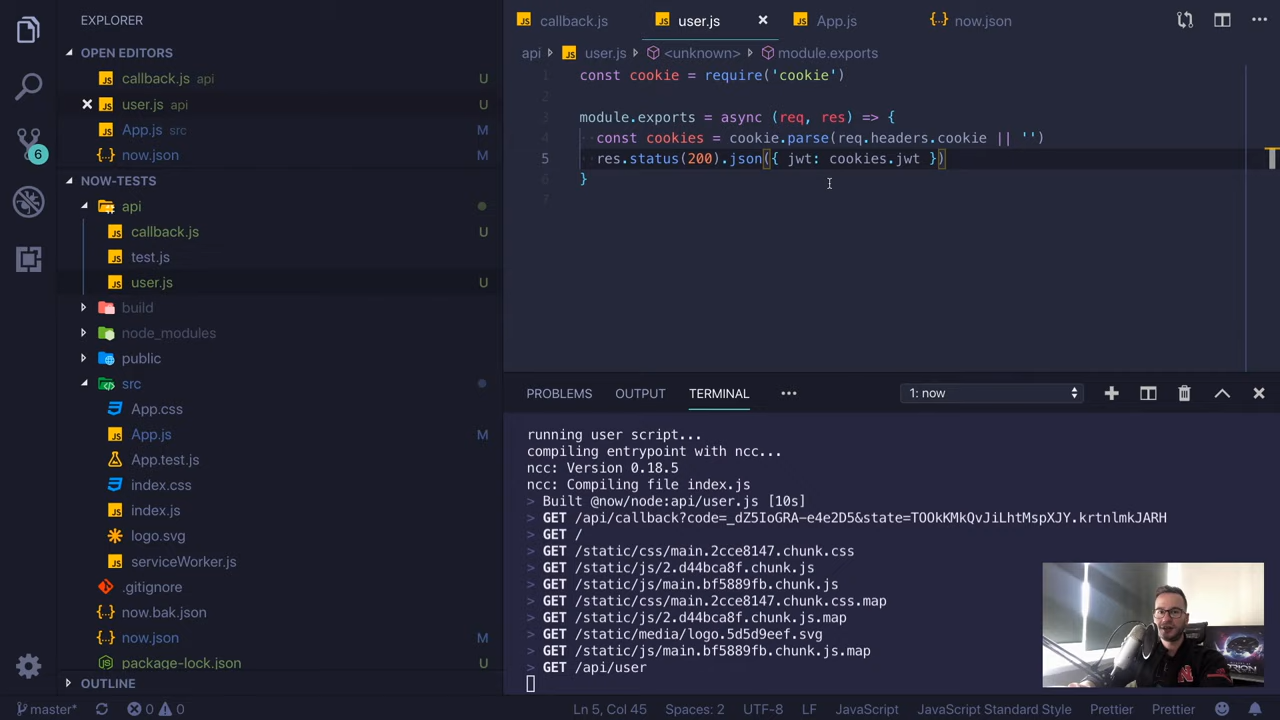 EXPLORER
OPEN EDITORS
callback.js api U
user.js api U
App.js src M
now.json M
6
NOW-TESTS
api
callback.js U
test.js
user.js U
build
node_modules
public
src
App.css
App.js M
App.test.js
index.css
index.js
logo.svg
serviceWorker.js
.gitignore
now.bak.json
now.json M
package-lock.json U
OUTLINE
callback.js
user.js
App.js
now.json
api user.js <unknown> module.exports
1 const cookie = require('cookie')
2
3 module.exports = async (req, res) => {
4 const cookies = cookie.parse(req.headers.cookie || '')
5 res.status(200).json({ jwt: cookies.jwt })
6 }
7
PROBLEMS OUTPUT TERMINAL 1: now
running user script...
compiling entrypoint with ncc...
ncc: Version 0.18.5
ncc: Compiling file index.js
> Built @now/node:api/user.js [10s]
> GET /api/callback?code=_dZ5IoGRA-e4e2D5&state=TOOkKMkQvJiLhtMspXJY.krtnlmkJARH
> GET /
> GET /static/css/main.2cce8147.chunk.css
> GET /static/js/2.d44bca8f.chunk.js
> GET /static/js/main.bf5889fb.chunk.js
> GET /static/css/main.2cce8147.chunk.css.map
> GET /static/js/2.d44bca8f.chunk.js.map
> GET /static/media/logo.5d5d9eef.svg
> GET /static/js/main.bf5889fb.chunk.js.map
> GET /api/user
master* 0 0 Ln 5, Col 45 Spaces: 2 UTF-8 LF JavaScript JavaScript Standard Style Prettier Prettier